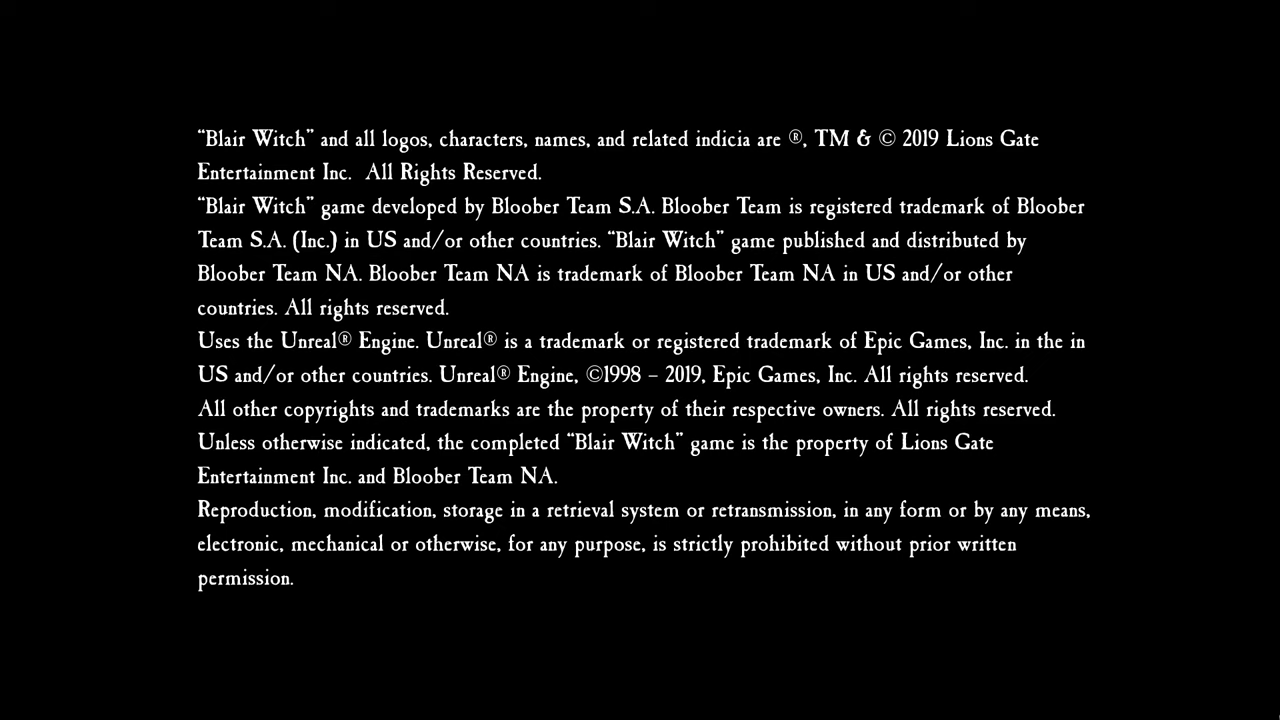 “Blair Witch” and all logos, characters, names, and related indicia are ®, TM & © 2019 Lions Gate
Entertainment Inc.  All Rights Reserved.
“Blair Witch” game developed by Bloober Team S.A. Bloober Team is registered trademark of Bloober
Team S.A. (Inc.) in US and/or other countries. “Blair Witch” game published and distributed by
Bloober Team NA. Bloober Team NA is trademark of Bloober Team NA in US and/or other
countries. All rights reserved.
Uses the Unreal® Engine. Unreal® is a trademark or registered trademark of Epic Games, Inc. in the in
US and/or other countries. Unreal® Engine, ©1998 – 2019, Epic Games, Inc. All rights reserved.
All other copyrights and trademarks are the property of their respective owners. All rights reserved.
Unless otherwise indicated, the completed “Blair Witch” game is the property of Lions Gate
Entertainment Inc. and Bloober Team NA.
Reproduction, modification, storage in a retrieval system or retransmission, in any form or by any means,
electronic, mechanical or otherwise, for any purpose, is strictly prohibited without prior written
permission.